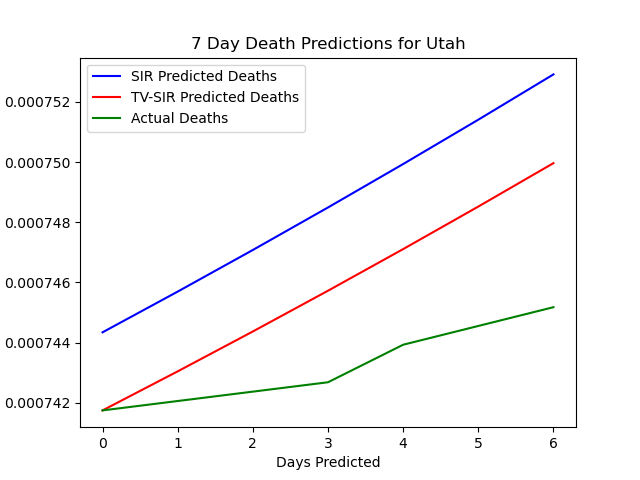 7 Day Death Predictions for Utah
SIR Predicted Deaths
TV-SIR Predicted Deaths
Actual Deaths
0.000752
0.000750
0.000748
0.000746
0.000744
0.000742
0 1 2 3 4 5 6
Days Predicted